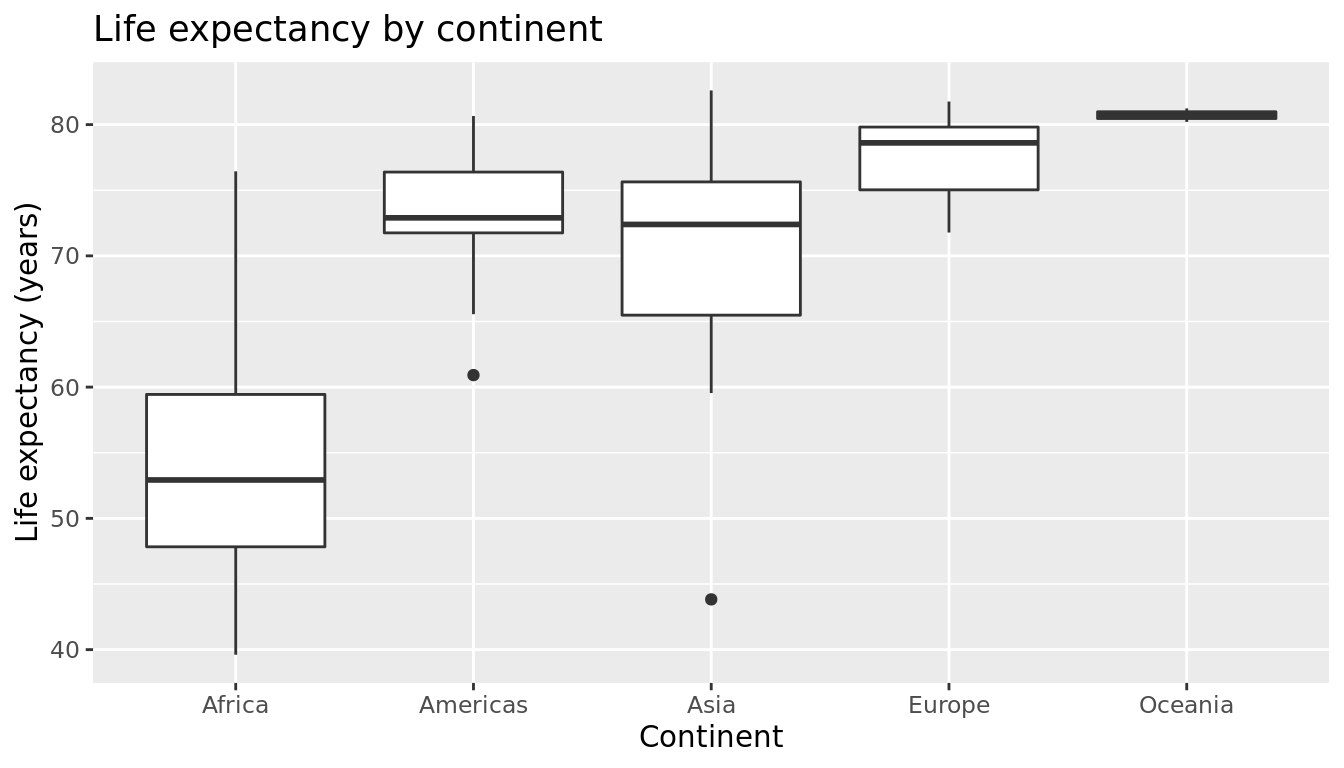 Life expectancy by continent
Life expectancy (years)
80
70
60
50
40
Africa Americas Asia Europe Oceania
Continent